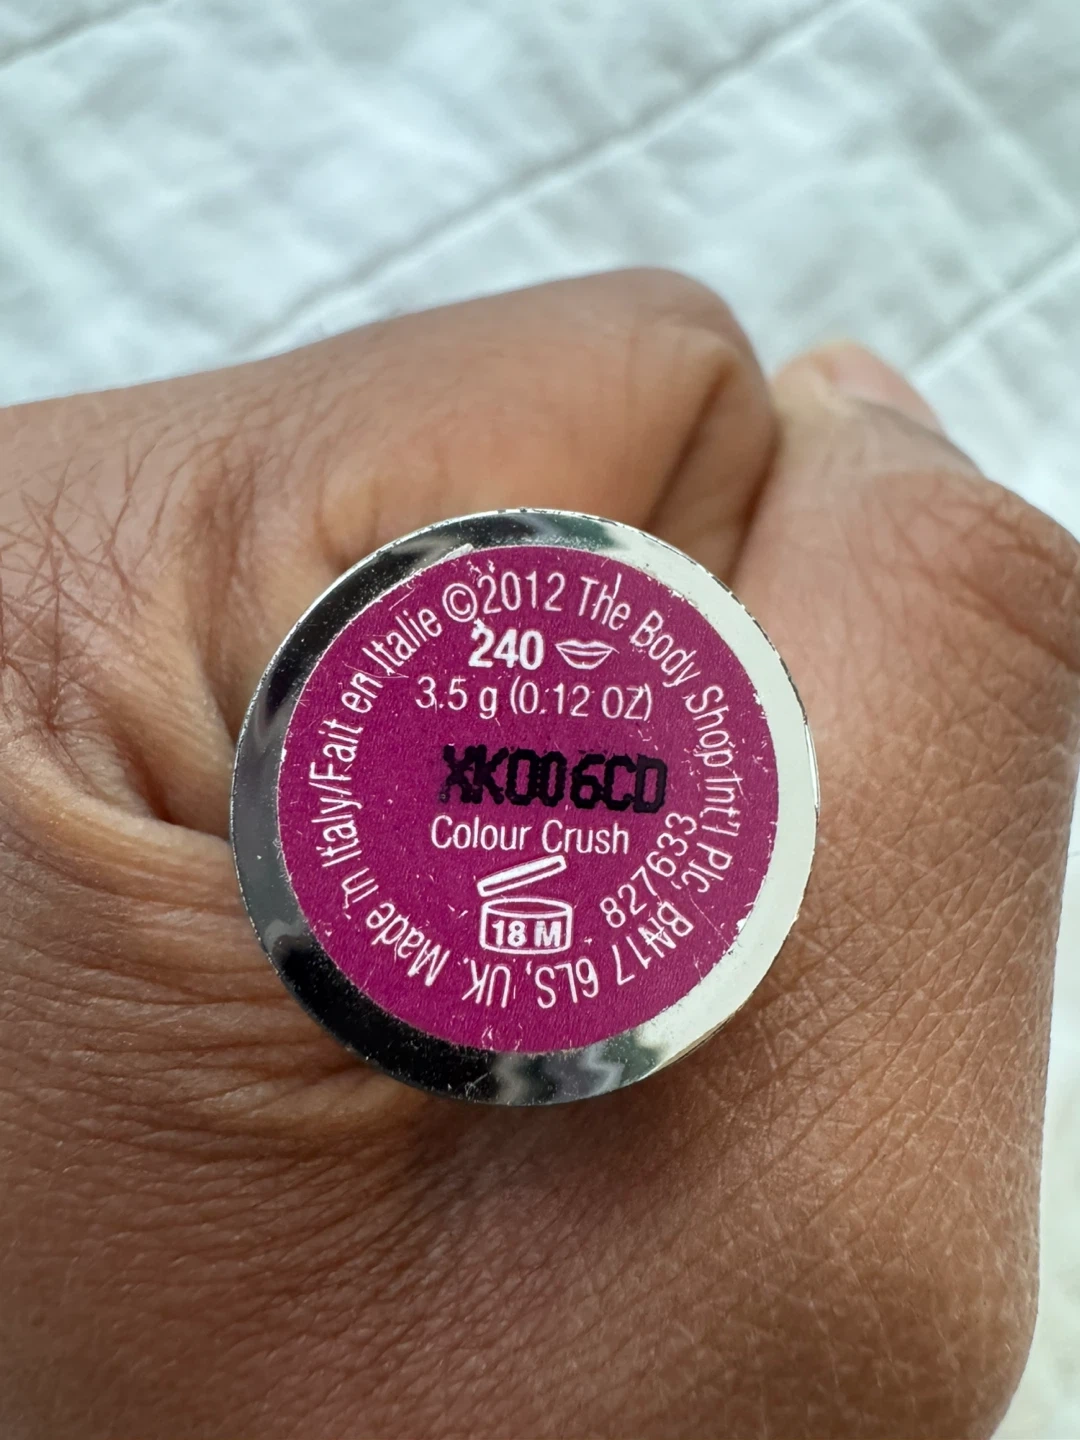 ©2012 The Body Shop Int'l Plc, BN17 6LS, UK. Made in Italy/Fait en Italie
240
3.5 g (0.12 OZ)
XK006CD
Colour Crush
827633
18 M